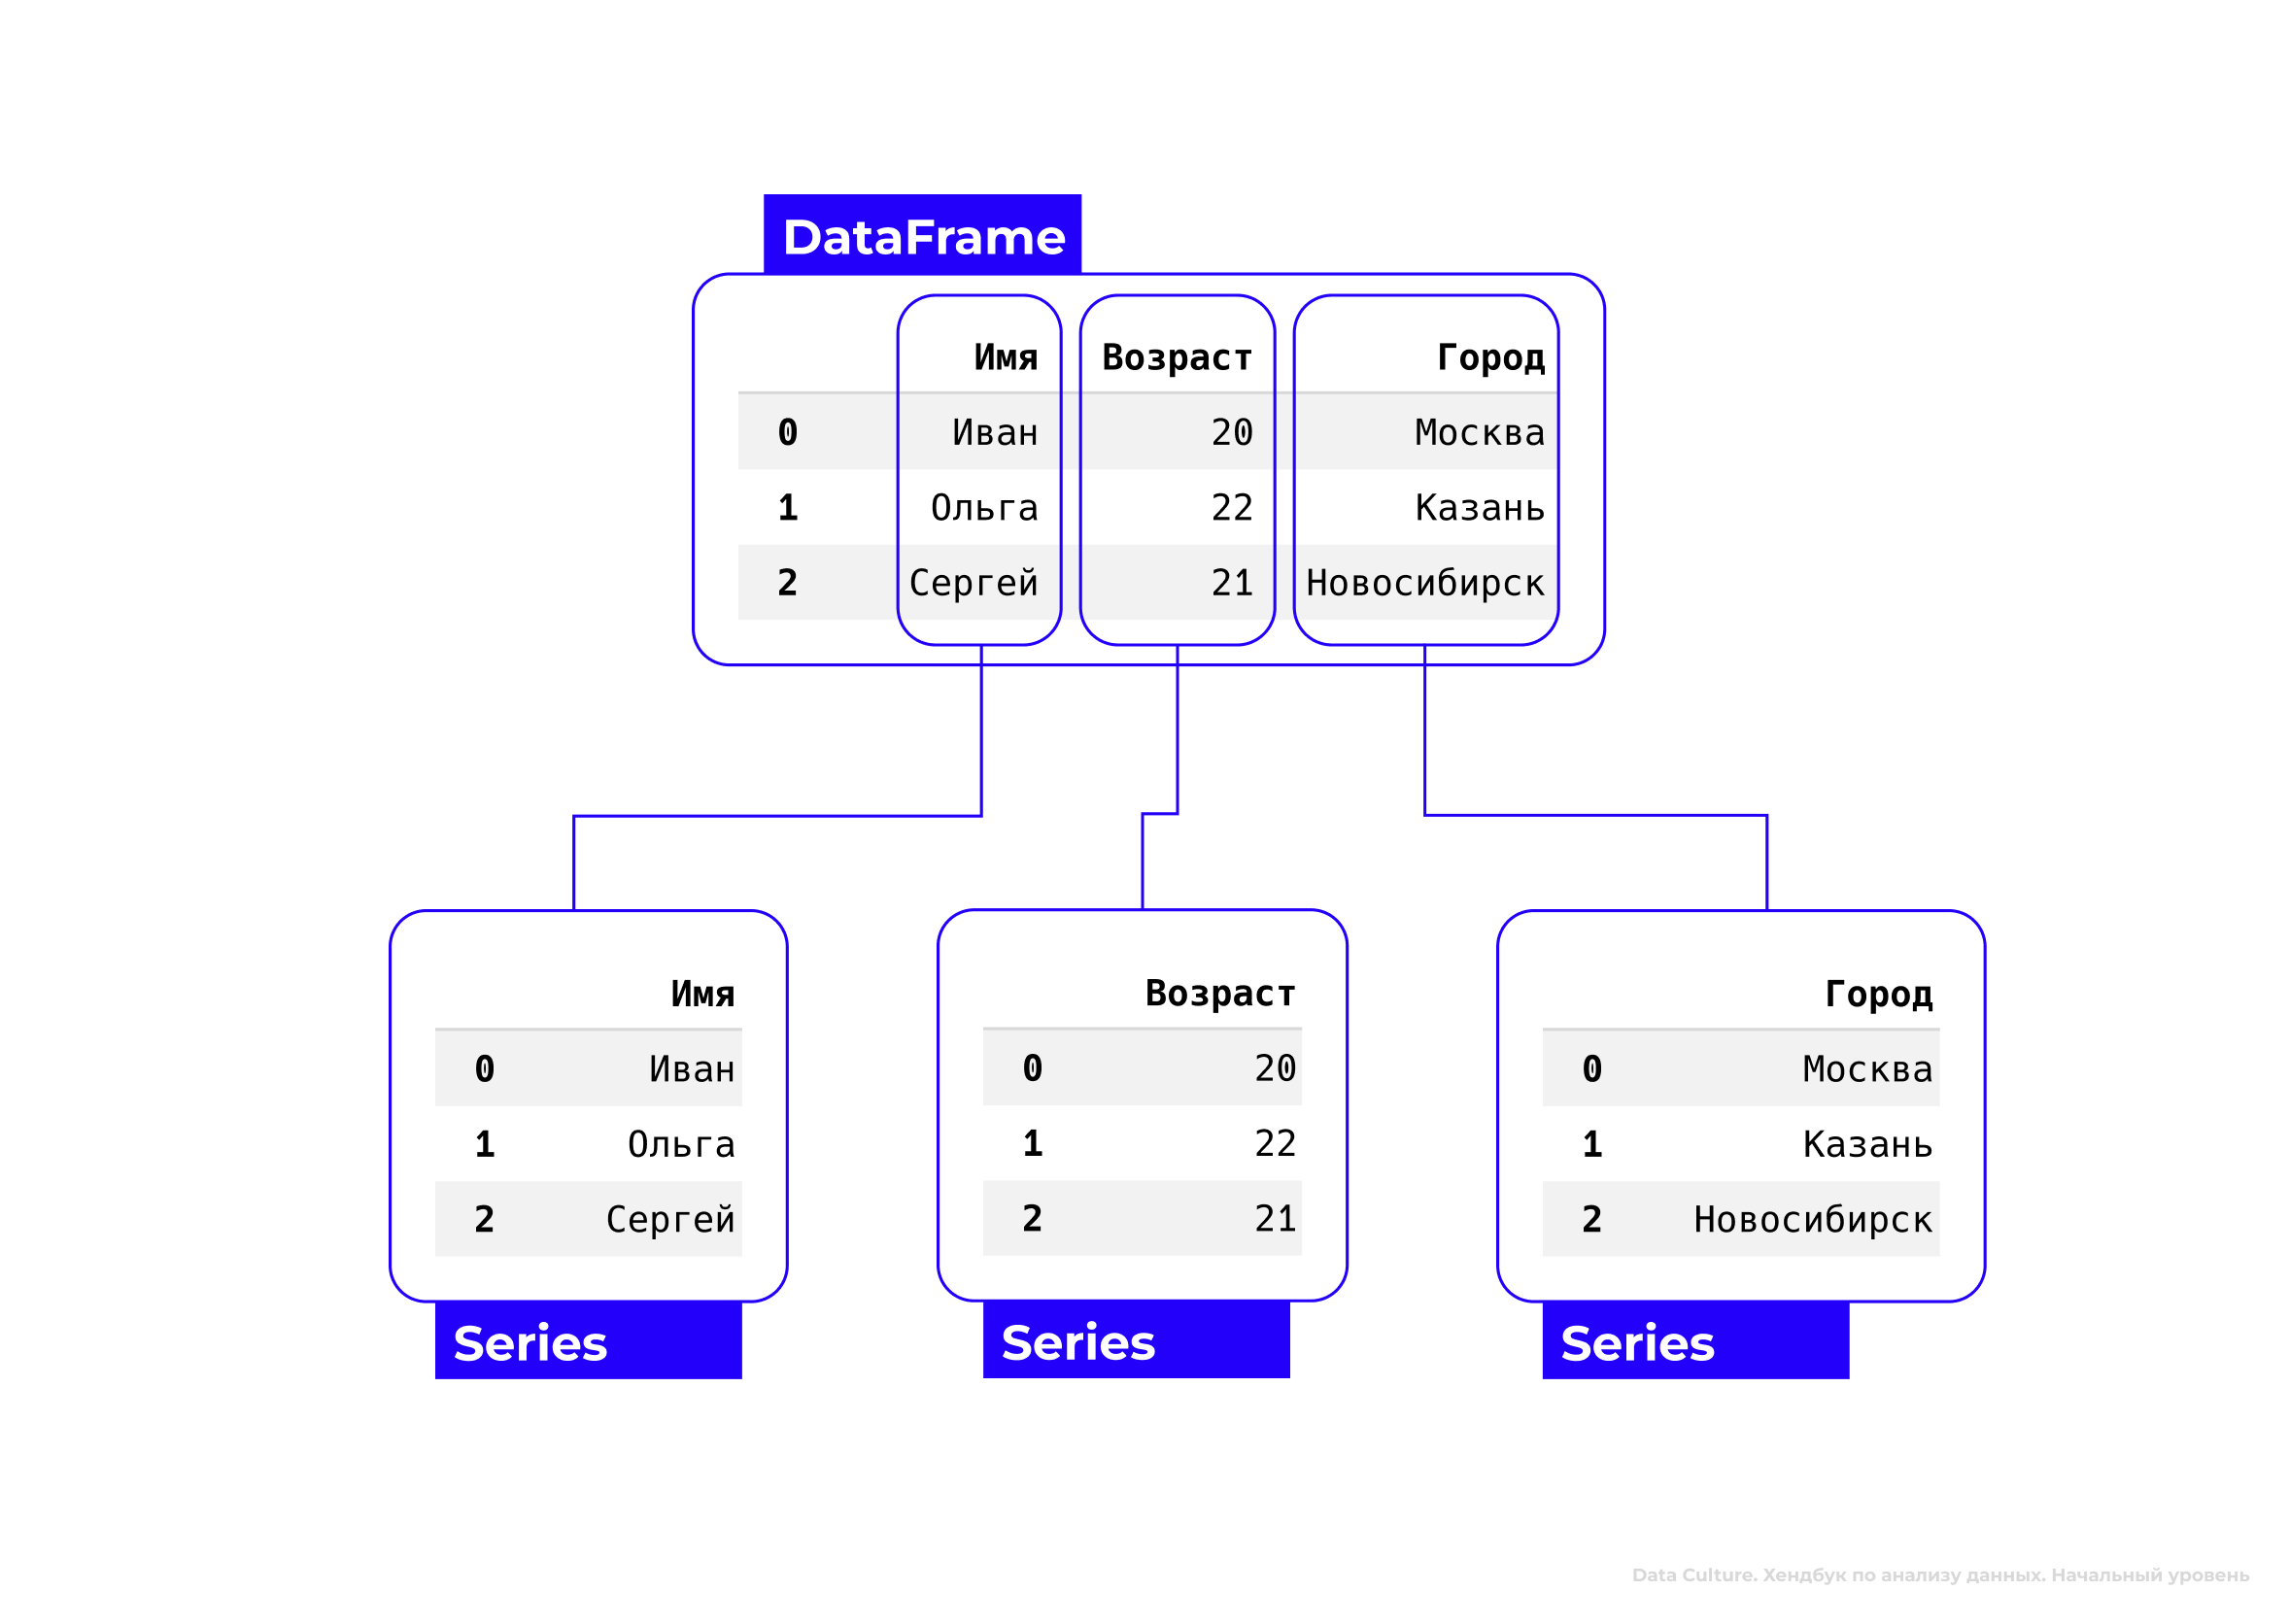 DataFrame
Имя Возраст Город
0 Иван 20 Москва
1 Ольга 22 Казань
2 Сергей 21 Новосибирск
Имя
0 Иван
1 Ольга
2 Сергей
Series
Возраст
0 20
1 22
2 21
Series
Город
0 Москва
1 Казань
2 Новосибирск
Series
Data Culture. Хендбук по анализу данных. Начальный уровень